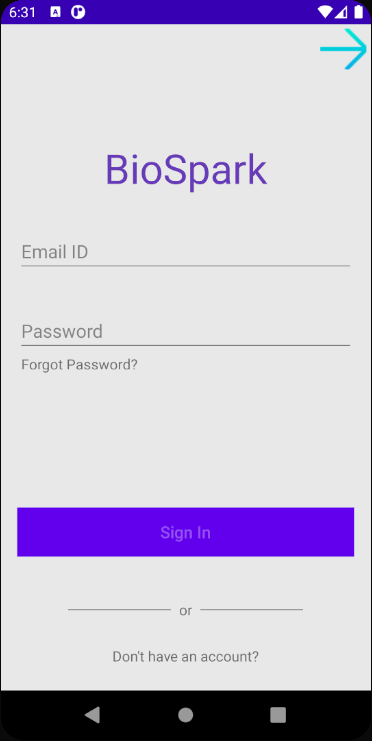 6:31
A
BioSpark
Email ID
Password
Forgot Password?
Sign In
or
Don't have an account?